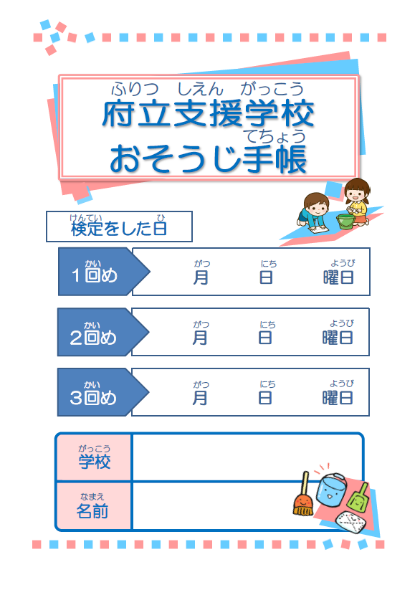 ふりつ しえん がっこう
府立支援学校
てちょう
おそうじ手帳
けんてい ひ
検定をした日
かい がつ にち ようび
1回め 月 日 曜日
かい がつ にち ようび
2回め 月 日 曜日
かい がつ にち ようび
3回め 月 日 曜日
がっこう
学校
なまえ
名前